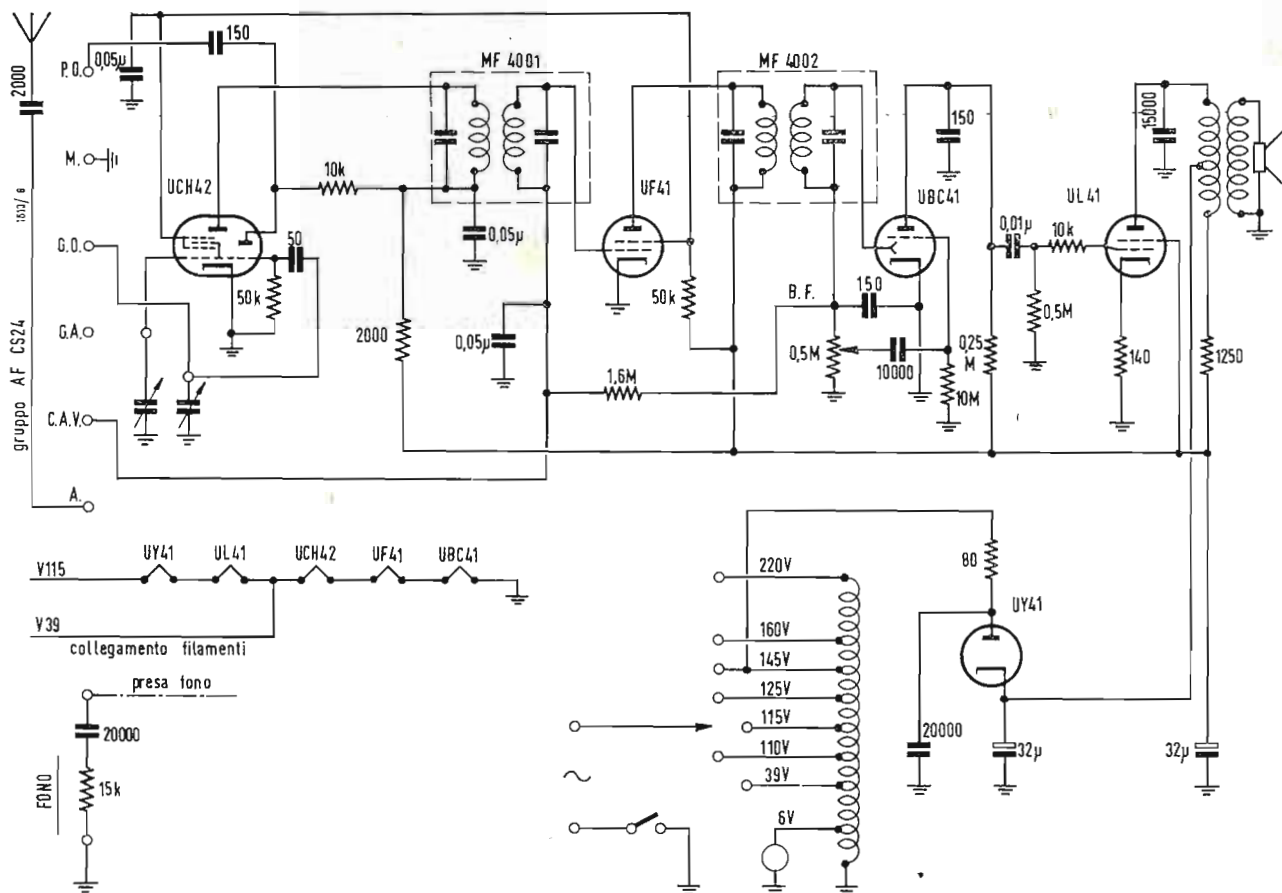 150
0,05µ
P.O.
2000
MF 4001
MF 4002
150
15000
M.
10k
UCH42
UF41
UBC41
UL41
0,01µ
10k
G.O.
50
0,05µ
50k
50k
B.F.
150
0,5M
G.A.
2000
0,05µ
0,5M
0,25
M
140
1250
10000
1,6M
10M
C.A.V.
gruppo AF CS24
A.
UY41
UL41
UCH42
UF41
UBC41
V115
V39
collegamento filamenti
presa fono
20000
FONO
15k
220V
160V
145V
125V
115V
110V
39V
6V
80
UY41
20000
32µ
32µ